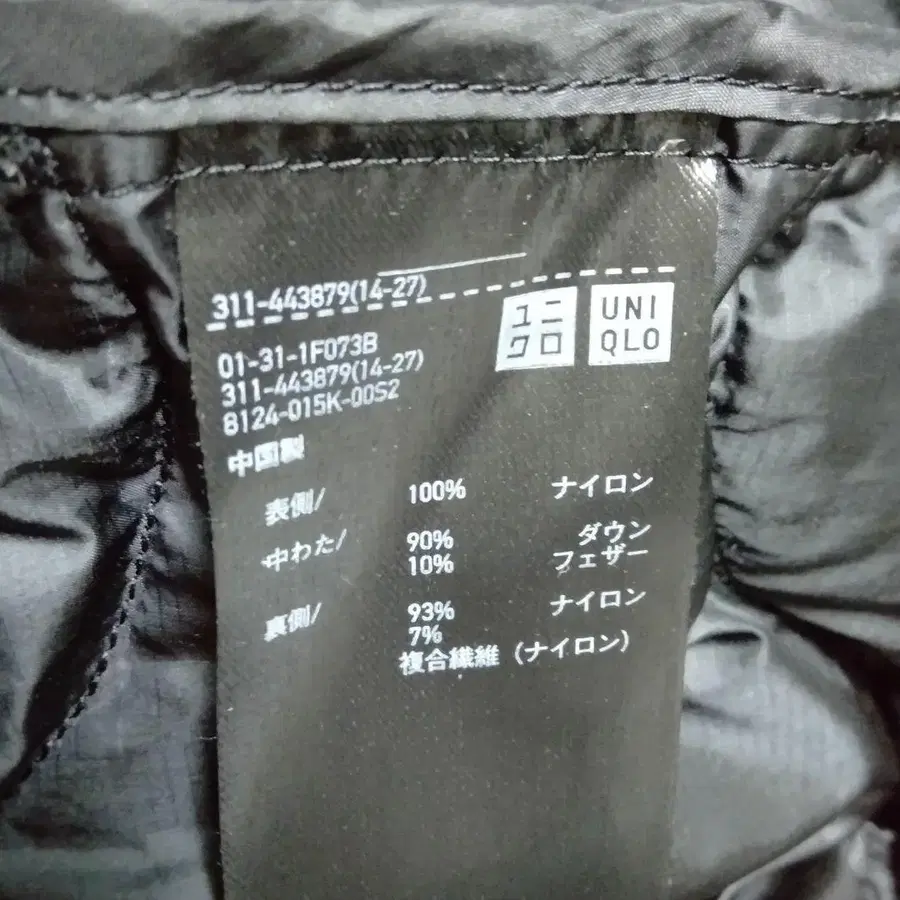 311-443879(14-27)
ユニ
クロ
UNI
QLO
01-31-1F073B
311-443879(14-27)
8124-015K-00S2
中国製
表側/ 100% ナイロン
中わた/ 90% ダウン
10% フェザー
裏側/ 93% ナイロン
7%
複合繊維(ナイロン)